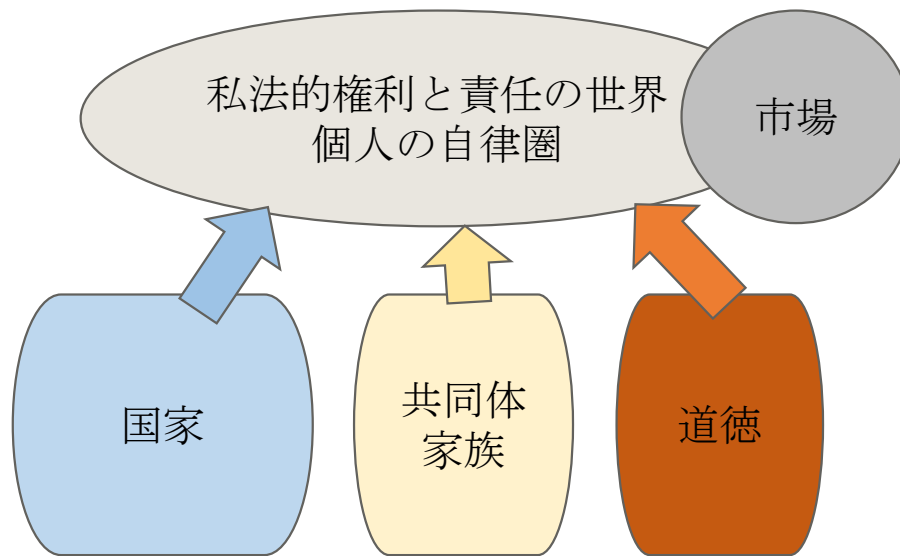 私法的権利と責任の世界
個人の自律圏
市場
国家
共同体
家族
道徳